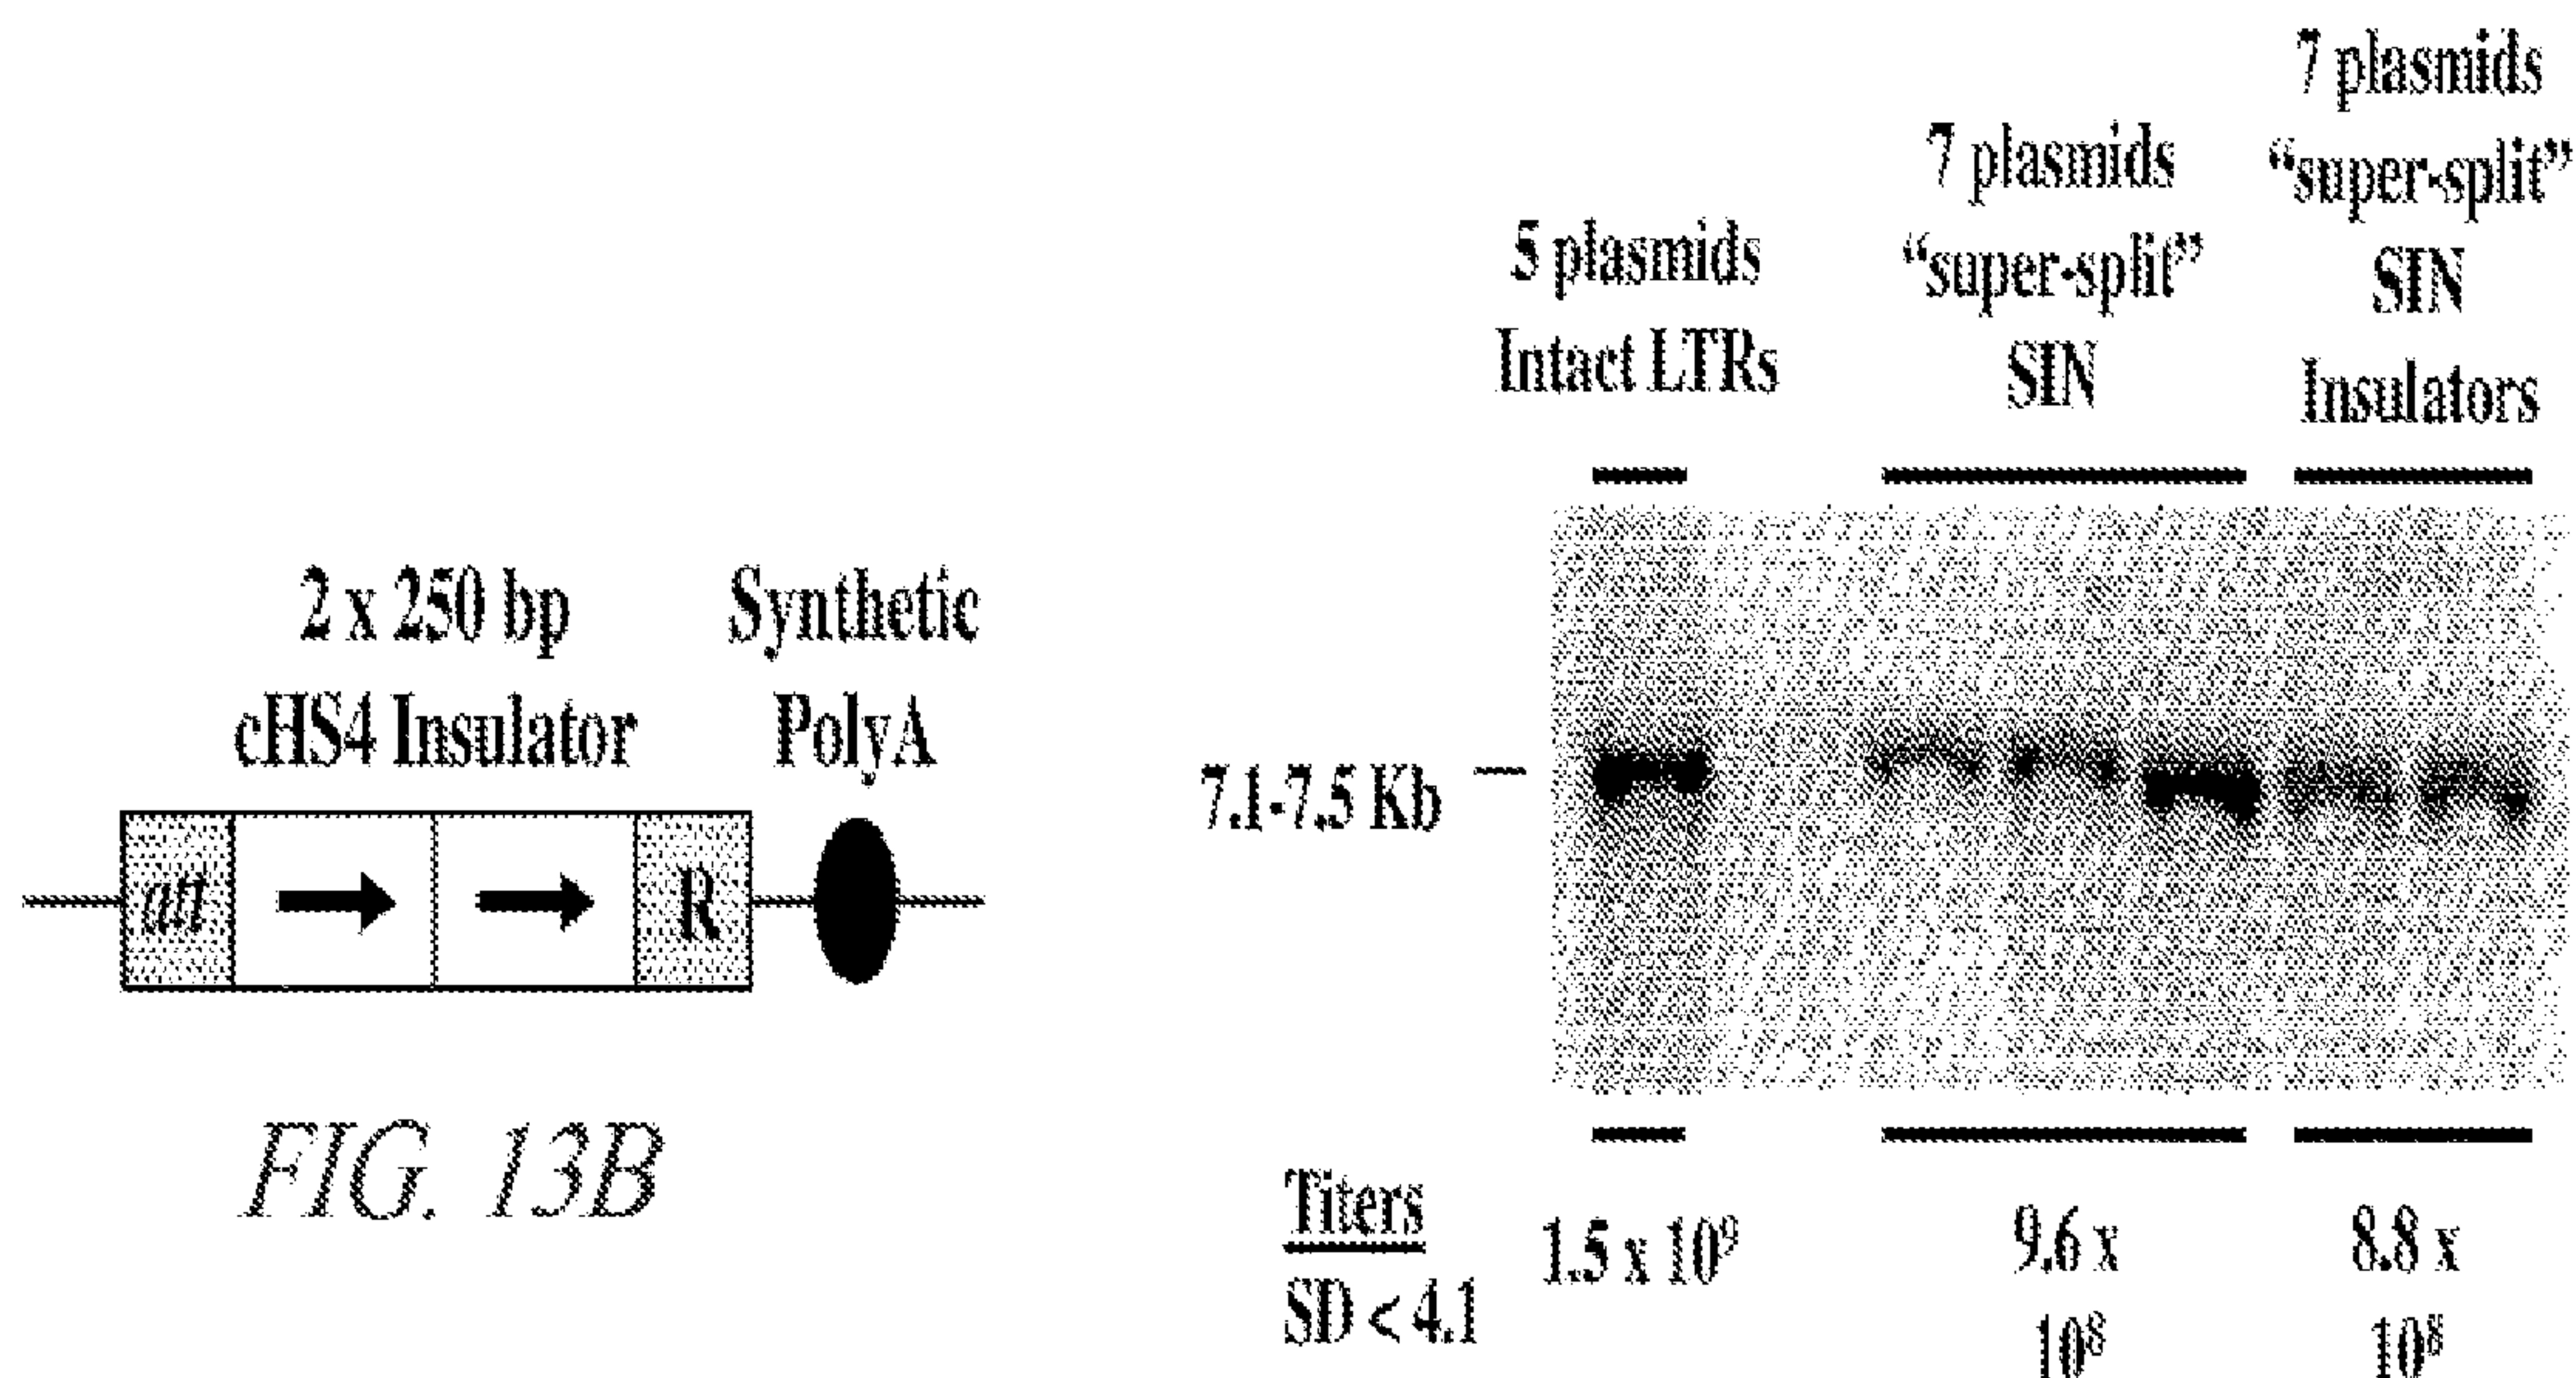 2 x 250 bp
cHS4 Insulator
Synthetic
PolyA
att
R
FIG. 13B
5 plasmids
Intact LTRs
7 plasmids
“super-split”
SIN
7 plasmids
“super-split”
SIN
Insulators
7.1-7.5 Kb
Titers
SD < 4.1
1.5 x 10⁹
9.6 x
10⁸
8.8 x
10⁸